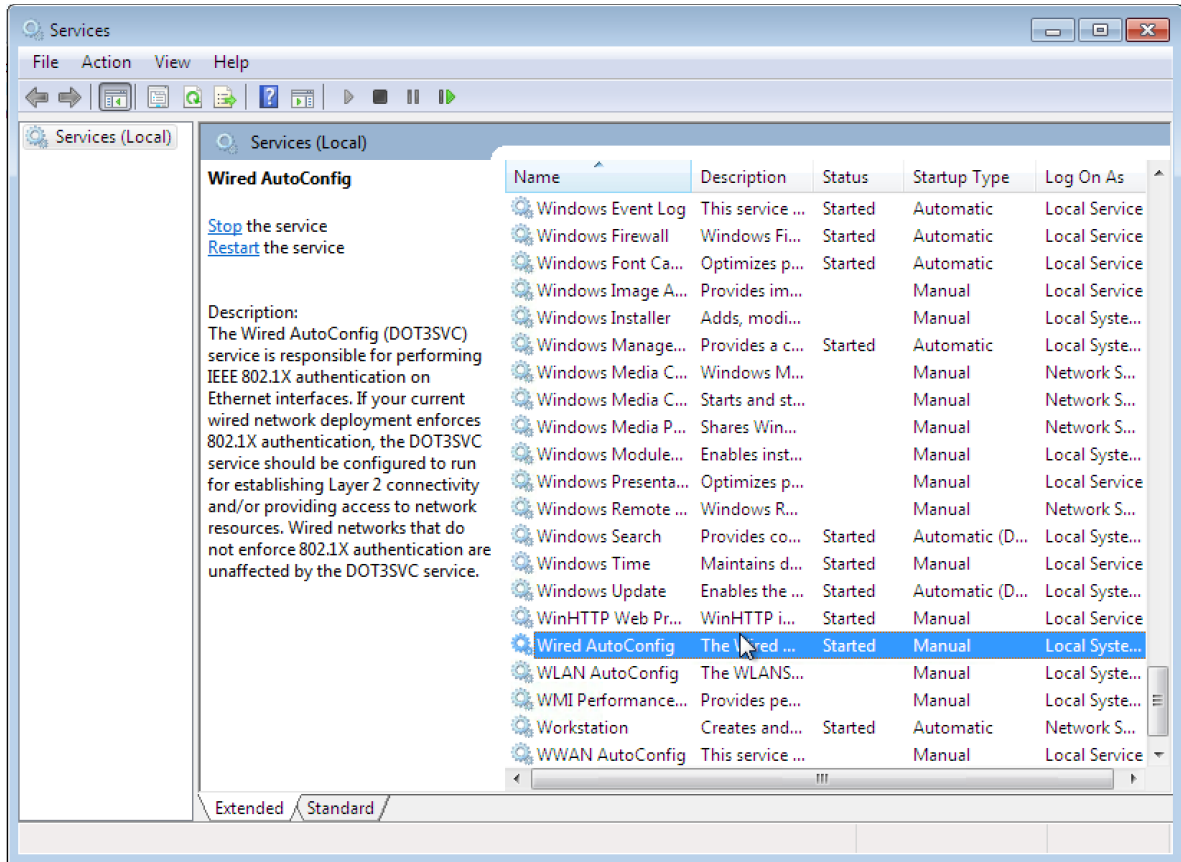 Services
File Action View Help
Services (Local)
Services (Local)
Wired AutoConfig
Stop the service
Restart the service
Description:
The Wired AutoConfig (DOT3SVC)
service is responsible for performing
IEEE 802.1X authentication on
Ethernet interfaces. If your current
wired network deployment enforces
802.1X authentication, the DOT3SVC
service should be configured to run
for establishing Layer 2 connectivity
and/or providing access to network
resources. Wired networks that do
not enforce 802.1X authentication are
unaffected by the DOT3SVC service.
Name Description Status Startup Type Log On As
Windows Event Log This service ... Started Automatic Local Service
Windows Firewall Windows Fi... Started Automatic Local Service
Windows Font Ca... Optimizes p... Started Automatic Local Service
Windows Image A... Provides im... Manual Local Service
Windows Installer Adds, modi... Manual Local Syste...
Windows Manage... Provides a c... Started Automatic Local Syste...
Windows Media C... Windows M... Manual Network S...
Windows Media C... Starts and st... Manual Network S...
Windows Media P... Shares Win... Manual Network S...
Windows Module... Enables inst... Manual Local Syste...
Windows Presenta... Optimizes p... Manual Local Service
Windows Remote ... Windows R... Manual Network S...
Windows Search Provides co... Started Automatic (D... Local Syste...
Windows Time Maintains d... Started Manual Local Service
Windows Update Enables the ... Started Automatic (D... Local Syste...
WinHTTP Web Pr... WinHTTP i... Started Manual Local Service
Wired AutoConfig The Wired ... Started Manual Local Syste...
WLAN AutoConfig The WLANS... Manual Local Syste...
WMI Performance... Provides pe... Manual Local Syste...
Workstation Creates and... Started Automatic Network S...
WWAN AutoConfig This service ... Manual Local Service
Extended Standard